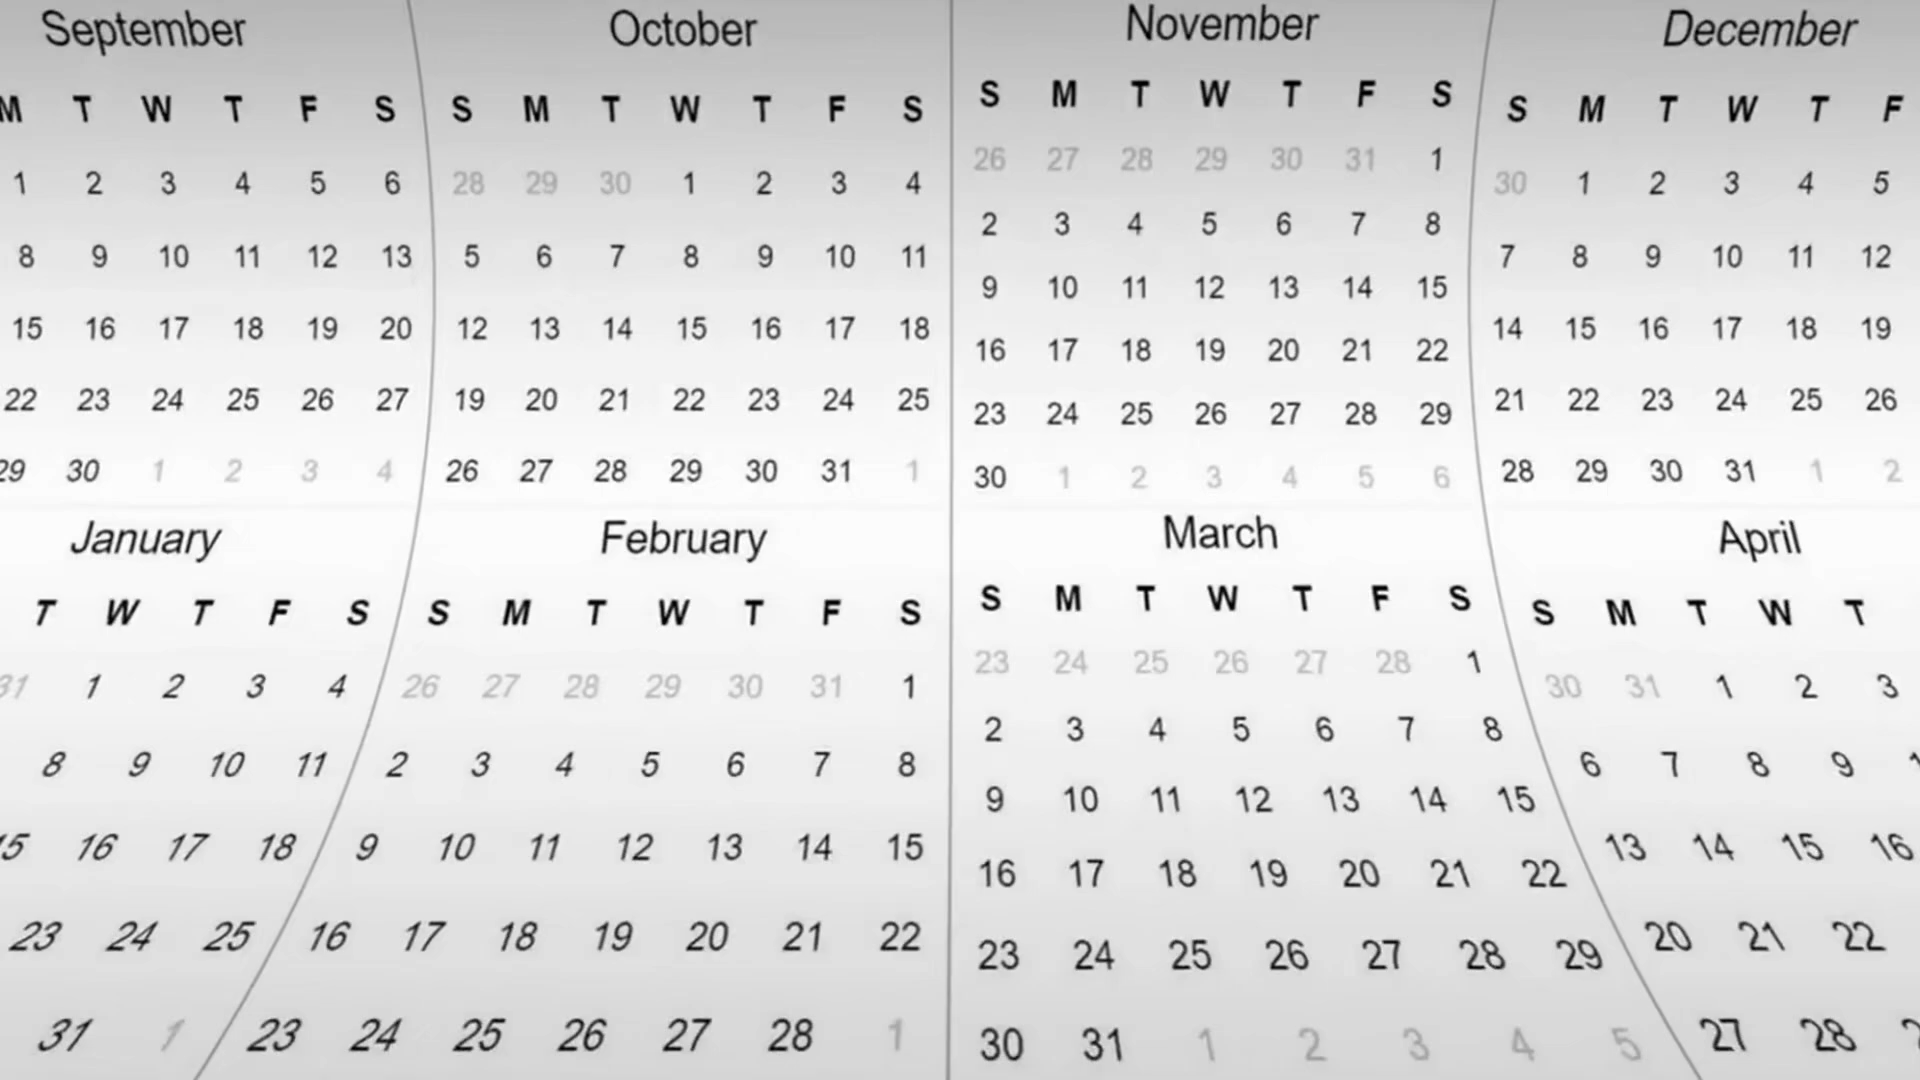 September
M T W T F S
1 2 3 4 5 6
8 9 10 11 12 13
15 16 17 18 19 20
22 23 24 25 26 27
29 30 1 2 3 4
October
S M T W T F S
28 29 30 1 2 3 4
5 6 7 8 9 10 11
12 13 14 15 16 17 18
19 20 21 22 23 24 25
26 27 28 29 30 31 1
November
S M T W T F S
26 27 28 29 30 31 1
2 3 4 5 6 7 8
9 10 11 12 13 14 15
16 17 18 19 20 21 22
23 24 25 26 27 28 29
30 1 2 3 4 5 6
December
S M T W T F
30 1 2 3 4 5
7 8 9 10 11 12
14 15 16 17 18 19
21 22 23 24 25 26
28 29 30 31 1 2
January
T W T F S
31 1 2 3 4
8 9 10 11
15 16 17 18
23 24 25
31 1
February
S M T W T F S
26 27 28 29 30 31 1
2 3 4 5 6 7 8
9 10 11 12 13 14 15
16 17 18 19 20 21 22
23 24 25 26 27 28 1
March
S M T W T F S
23 24 25 26 27 28 1
2 3 4 5 6 7 8
9 10 11 12 13 14 15
16 17 18 19 20 21 22
23 24 25 26 27 28 29
30 31 1 2 3 4 5
April
S M T W T
30 31 1 2 3
6 7 8 9
13 14 15 16
20 21 22
27 28